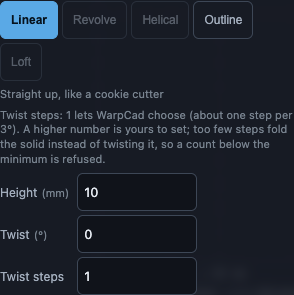 Linear
Revolve
Helical
Outline
Loft
Straight up, like a cookie cutter
Twist steps: 1 lets WarpCad choose (about one step per
3°). A higher number is yours to set; too few steps fold
the solid instead of twisting it, so a count below the
minimum is refused.
Height (mm) 10
Twist (°) 0
Twist steps 1